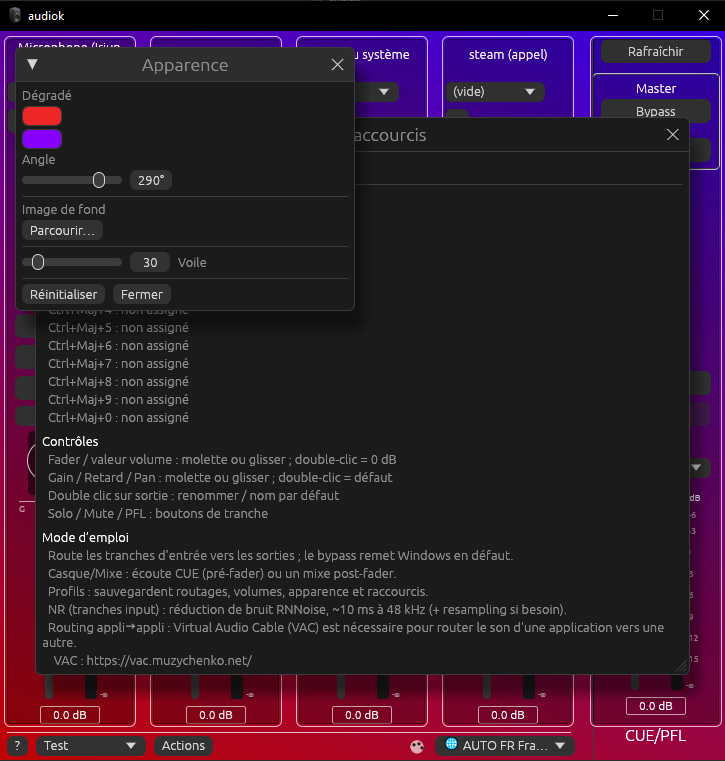 audiok
u système
steam (appel)
Rafraîchir
(vide)
Master
Bypass
Apparence
Dégradé
Angle
290°
Image de fond
Parcourir...
30 Voile
Réinitialiser Fermer
accourcis
Ctrl+Maj+5 : non assigné
Ctrl+Maj+6 : non assigné
Ctrl+Maj+7 : non assigné
Ctrl+Maj+8 : non assigné
Ctrl+Maj+9 : non assigné
Ctrl+Maj+0 : non assigné
Contrôles
Fader / valeur volume : molette ou glisser ; double-clic = 0 dB
Gain / Retard / Pan : molette ou glisser ; double-clic = défaut
Double clic sur sortie : renommer / nom par défaut
Solo / Mute / PFL : boutons de tranche
Mode d'emploi
Route les tranches d'entrée vers les sorties ; le bypass remet Windows en défaut.
Casque/Mixe : écoute CUE (pré-fader) ou un mixe post-fader.
Profils : sauvegardent routages, volumes, apparence et raccourcis.
NR (tranches input) : réduction de bruit RNNoise, ~10 ms à 48 kHz (+ resampling si besoin).
Routing appli→appli : Virtual Audio Cable (VAC) est nécessaire pour router le son d'une application vers une
autre.
VAC : https://vac.muzychenko.net/
G
dB
-6
-3
-∞ -∞ -∞ -∞ -∞
0.0 dB 0.0 dB 0.0 dB 0.0 dB 0.0 dB
CUE/PFL
? Test Actions AUTO FR Fra...